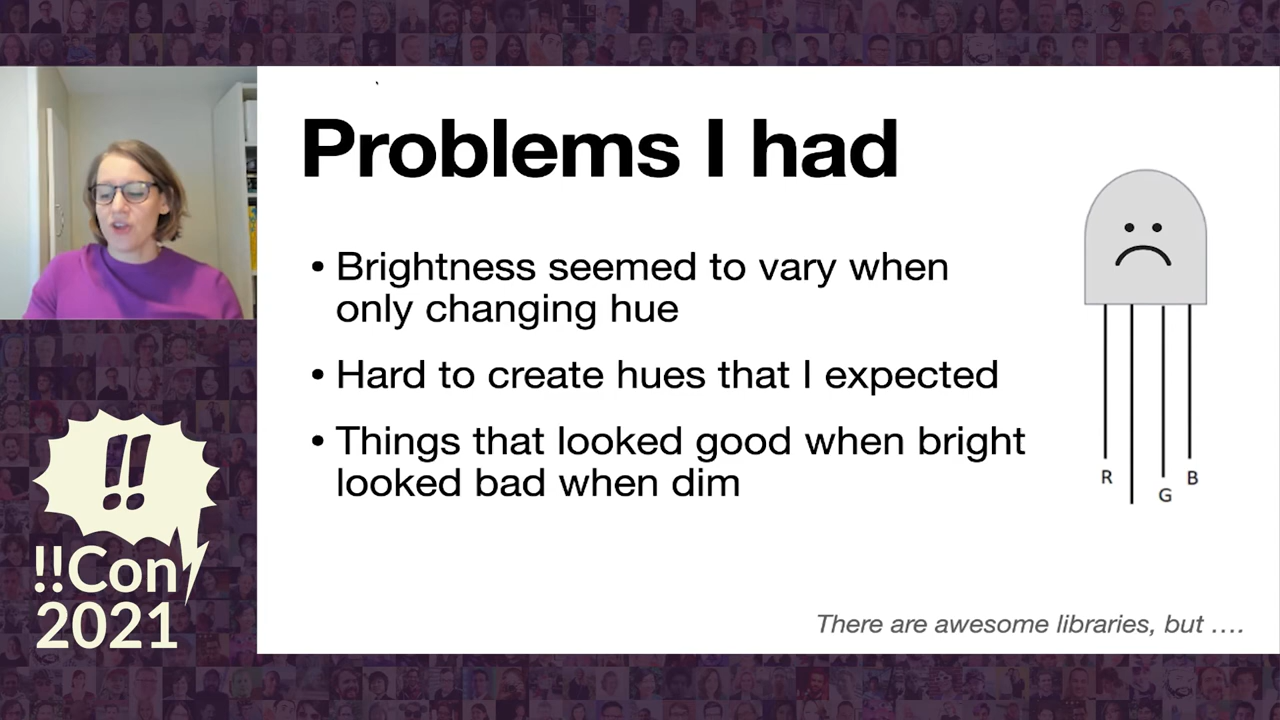 Problems I had
• Brightness seemed to vary when
only changing hue
• Hard to create hues that I expected
• Things that looked good when bright
looked bad when dim
R
G
B
There are awesome libraries, but ….
!!
!!Con
2021